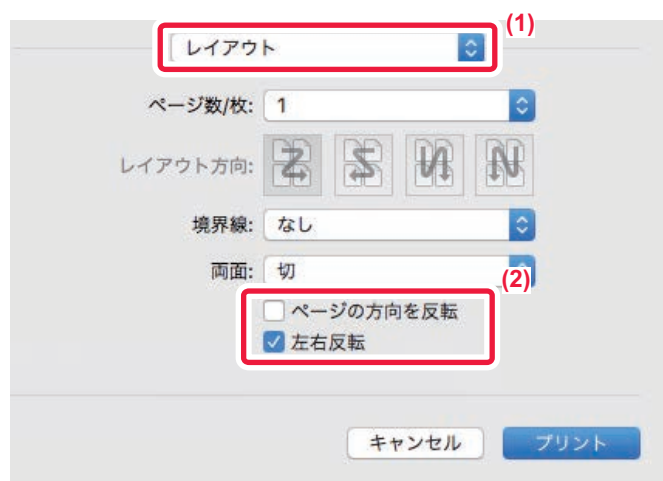 (1)
レイアウト
ページ数/枚: 1
レイアウト方向:
境界線: なし
両面: 切
(2)
ページの方向を反転
左右反転
キャンセル プリント